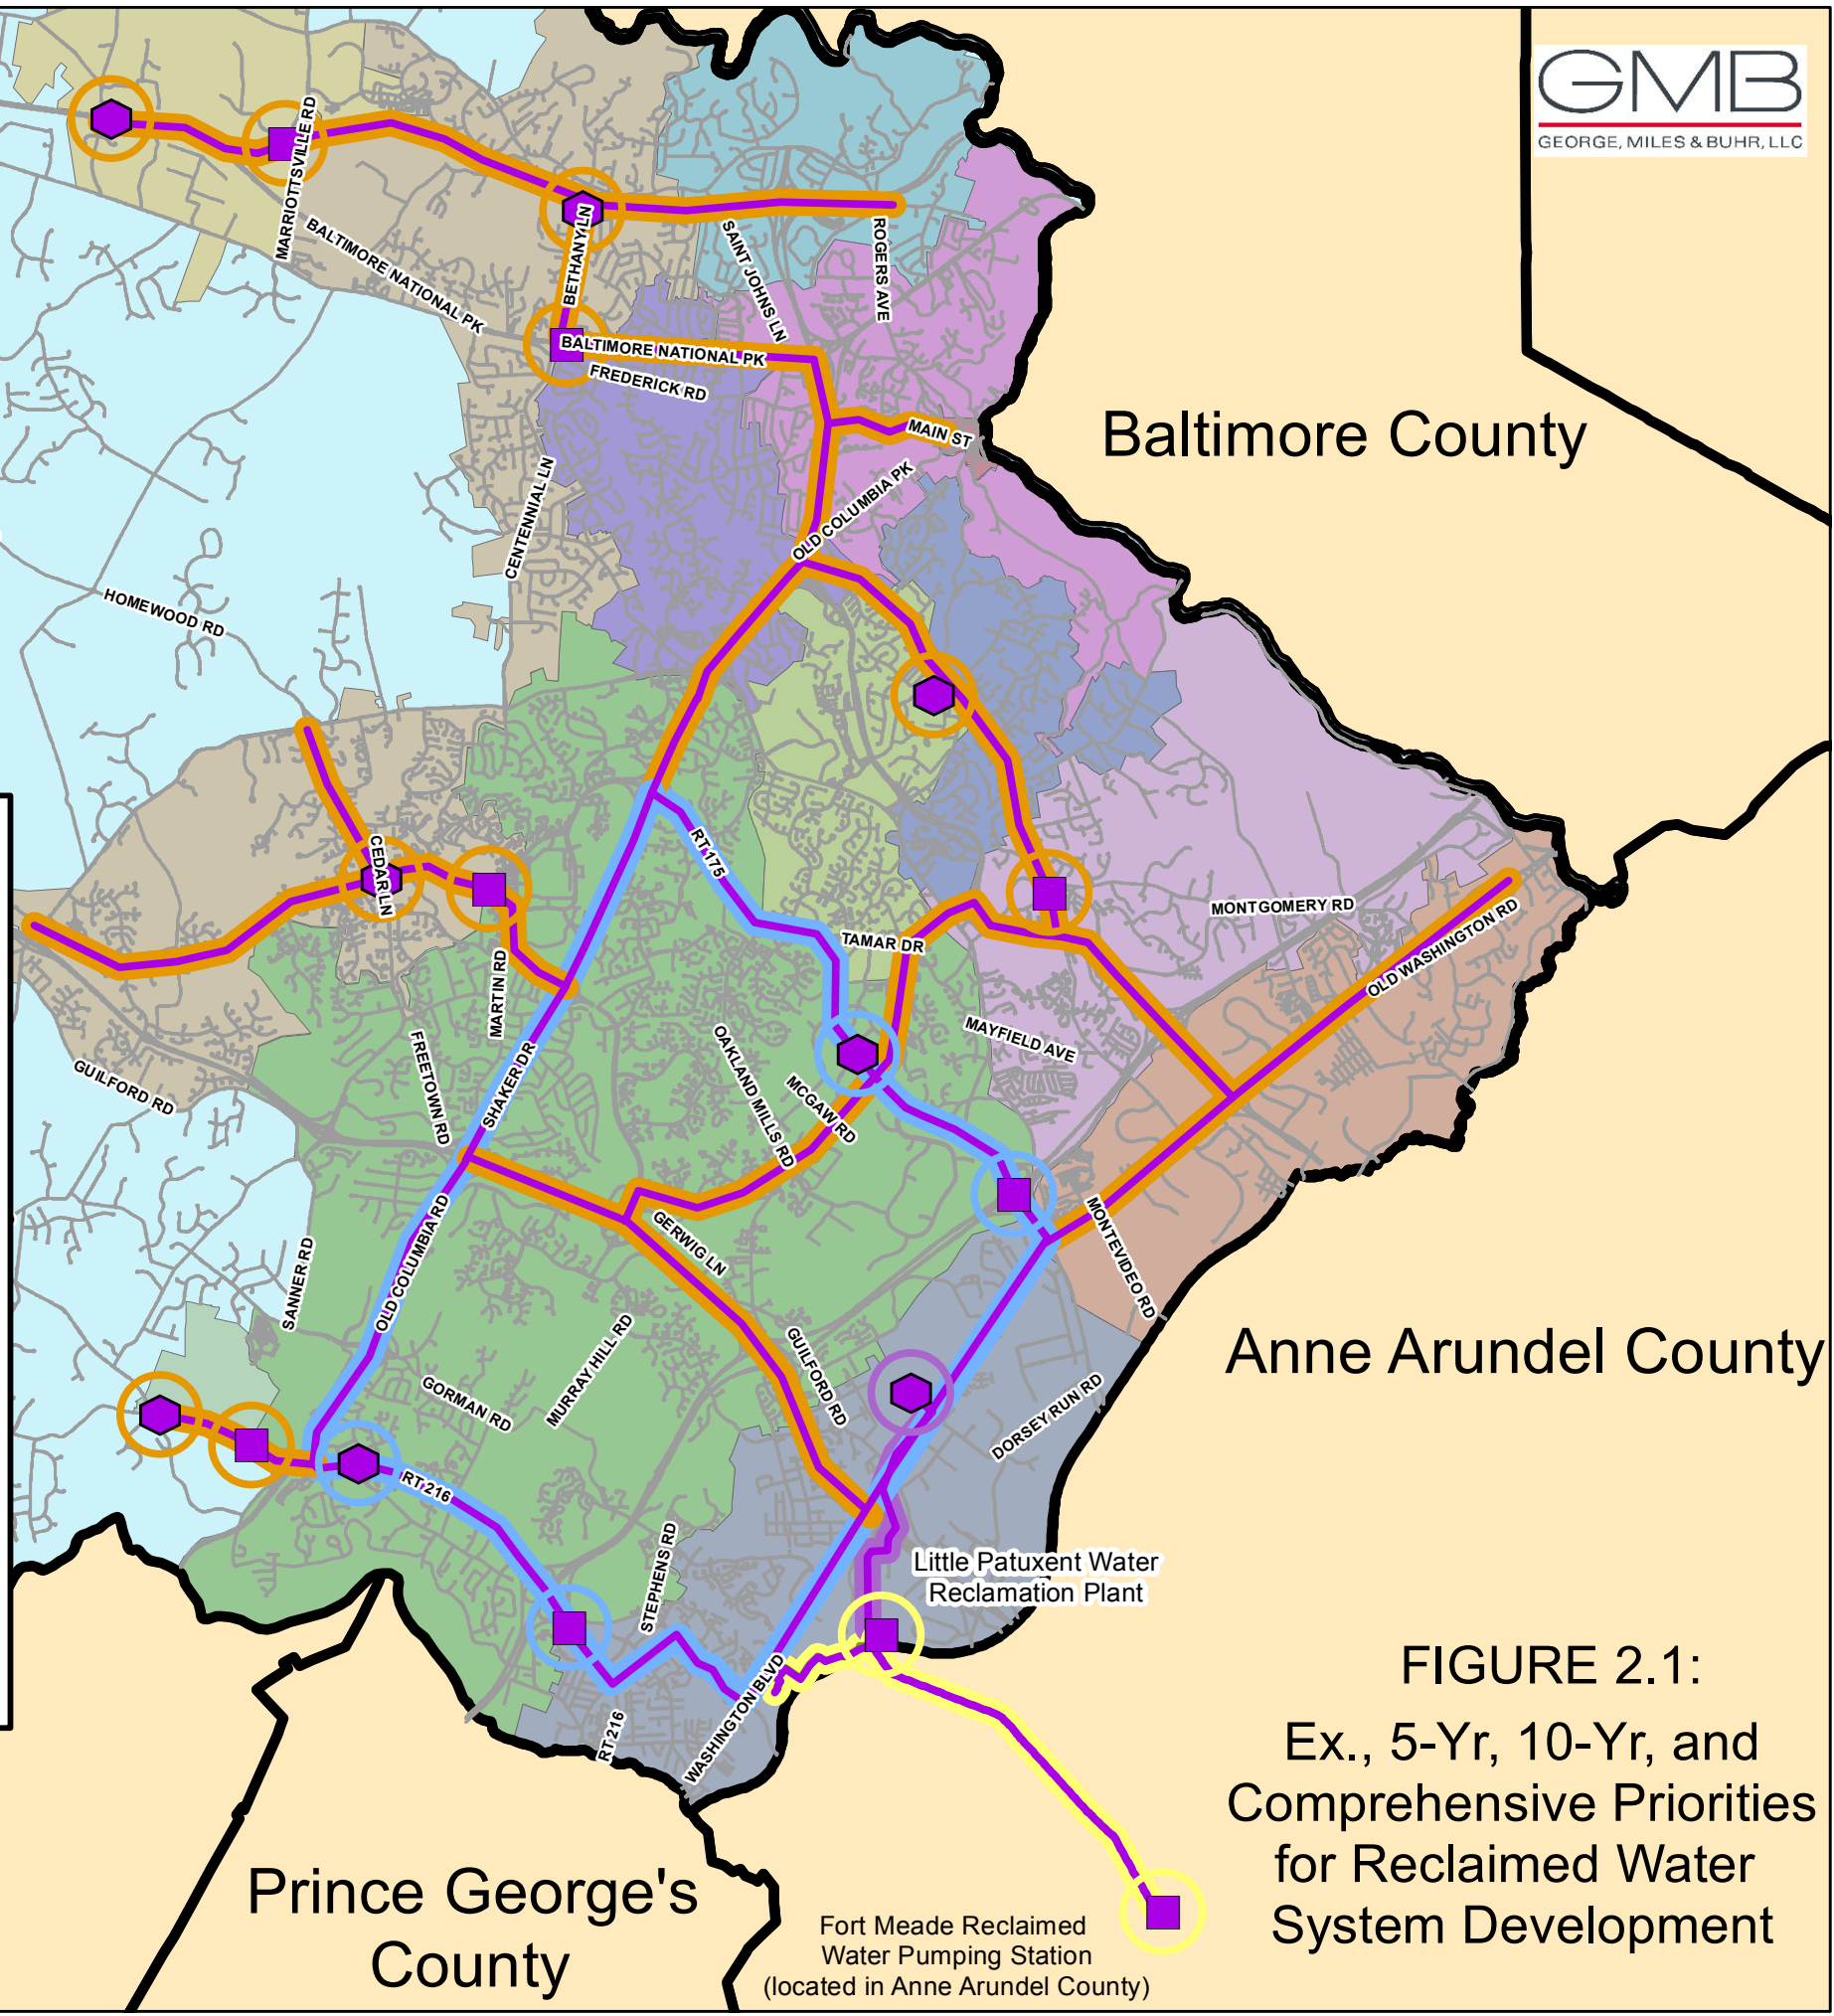 GMB
GEORGE, MILES & BUHR, LLC
MARRIOTTSVILLE RD
BALTIMORE NATIONAL PK
BETHANY LN
SAINT JOHNS LN
ROGERS AVE
BALTIMORE NATIONAL PK
FREDERICK RD
MAIN ST
Baltimore County
OLD COLUMBIA PK
CENTENNIAL LN
HOMEWOOD RD
CEDAR LN
RT 175
MONTGOMERY RD
TAMAR DR
OLD WASHINGTON RD
MARTIN RD
MAYFIELD AVE
FREETOWN RD
SHAKER DR
OAKLAND MILLS RD
MCGAW RD
GUILFORD RD
OLD COLUMBIA RD
GERWIG LN
MONTEVIDEO RD
SANNER RD
Anne Arundel County
MURRAY HILL RD
GUILFORD RD
GORMAN RD
DORSEY RUN RD
RT 216
STEPHENS RD
Little Patuxent Water
Reclamation Plant
WASHINGTON BLVD
RT 216
FIGURE 2.1:
Ex., 5-Yr, 10-Yr, and
Comprehensive Priorities
for Reclaimed Water
System Development
Prince George's
County
Fort Meade Reclaimed
Water Pumping Station
(located in Anne Arundel County)